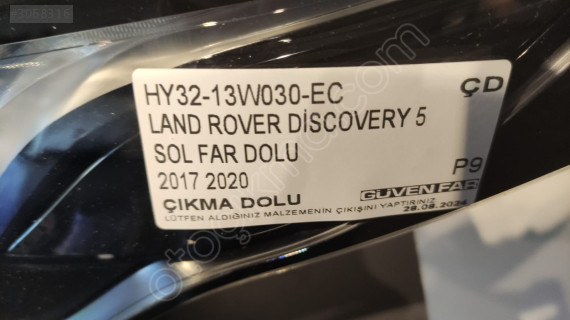 HY32-13W030-EC ÇD
LAND ROVER DİSCOVERY 5
SOL FAR DOLU
2017 2020 P9
ÇIKMA DOLU GÜVEN FAR
LÜTFEN ALDIĞINIZ MALZEMENİN ÇIKIŞINI YAPTIRINIZ
28.08.2024